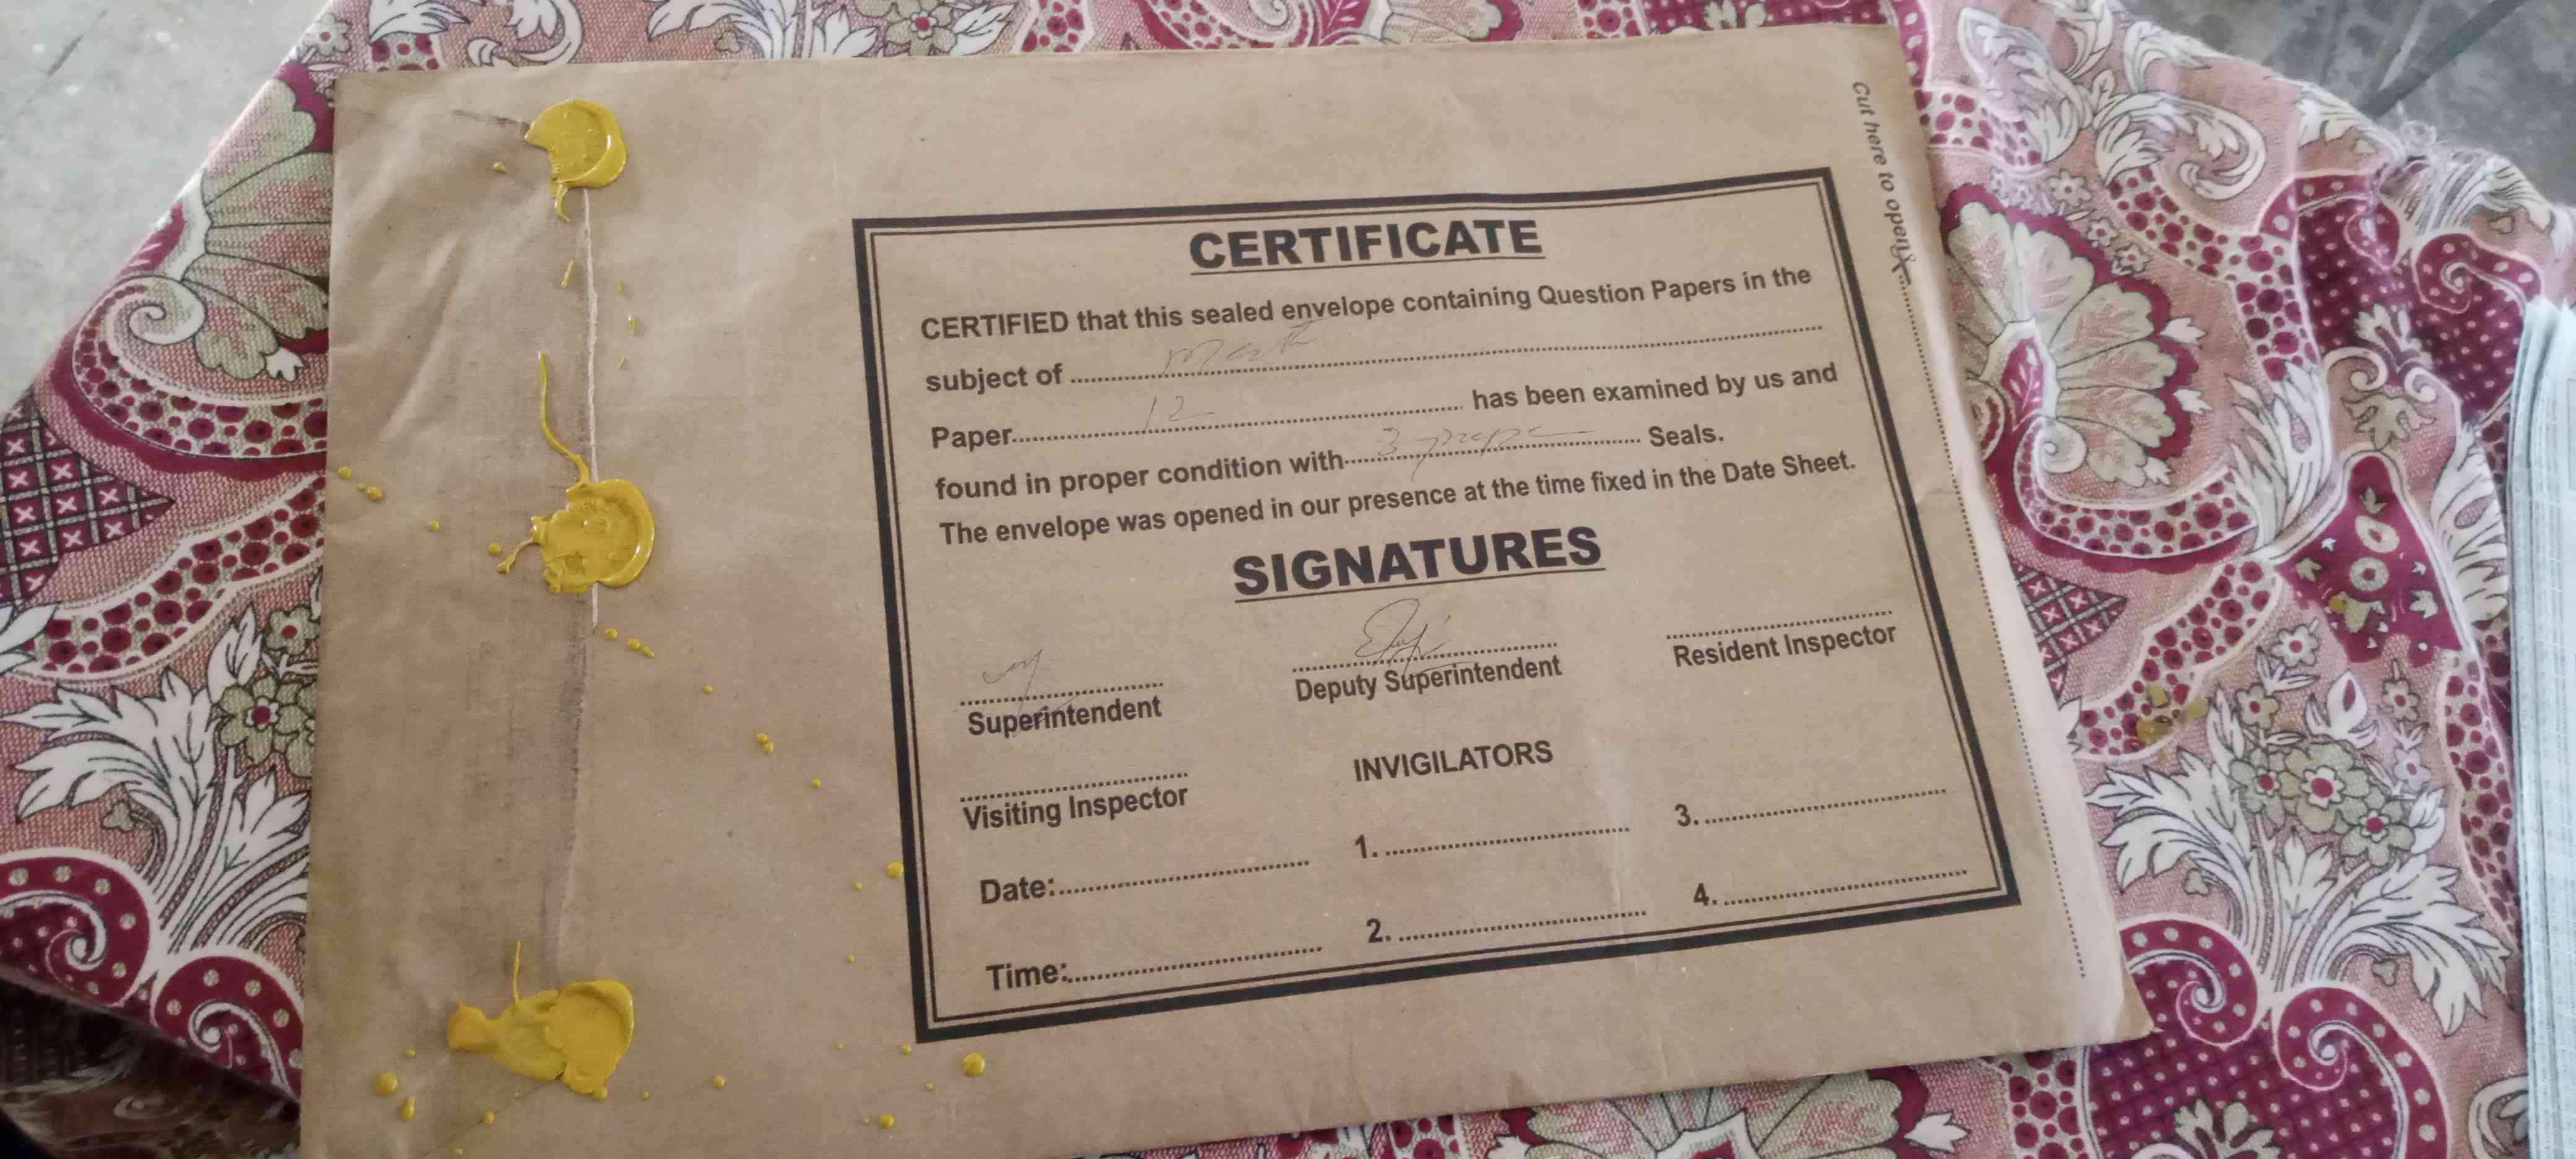 Cut here to open
CERTIFICATE
CERTIFIED that this sealed envelope containing Question Papers in the
subject of Math
Paper 12 has been examined by us and
found in proper condition with 3 Seals.
The envelope was opened in our presence at the time fixed in the Date Sheet.
SIGNATURES
Superintendent
Deputy Superintendent
Resident Inspector
Visiting Inspector
INVIGILATORS
Date:
Time:
1.
2.
3.
4.